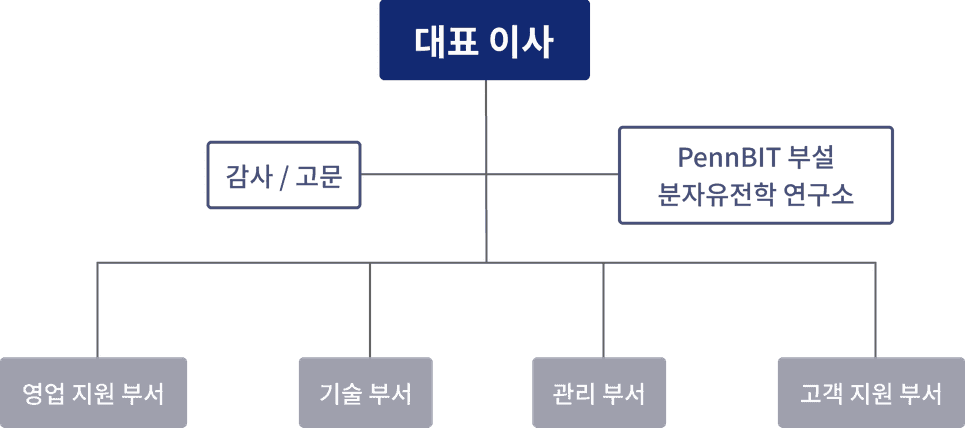 대표 이사
감사 / 고문
PennBIT 부설
분자유전학 연구소
영업 지원 부서
기술 부서
관리 부서
고객 지원 부서